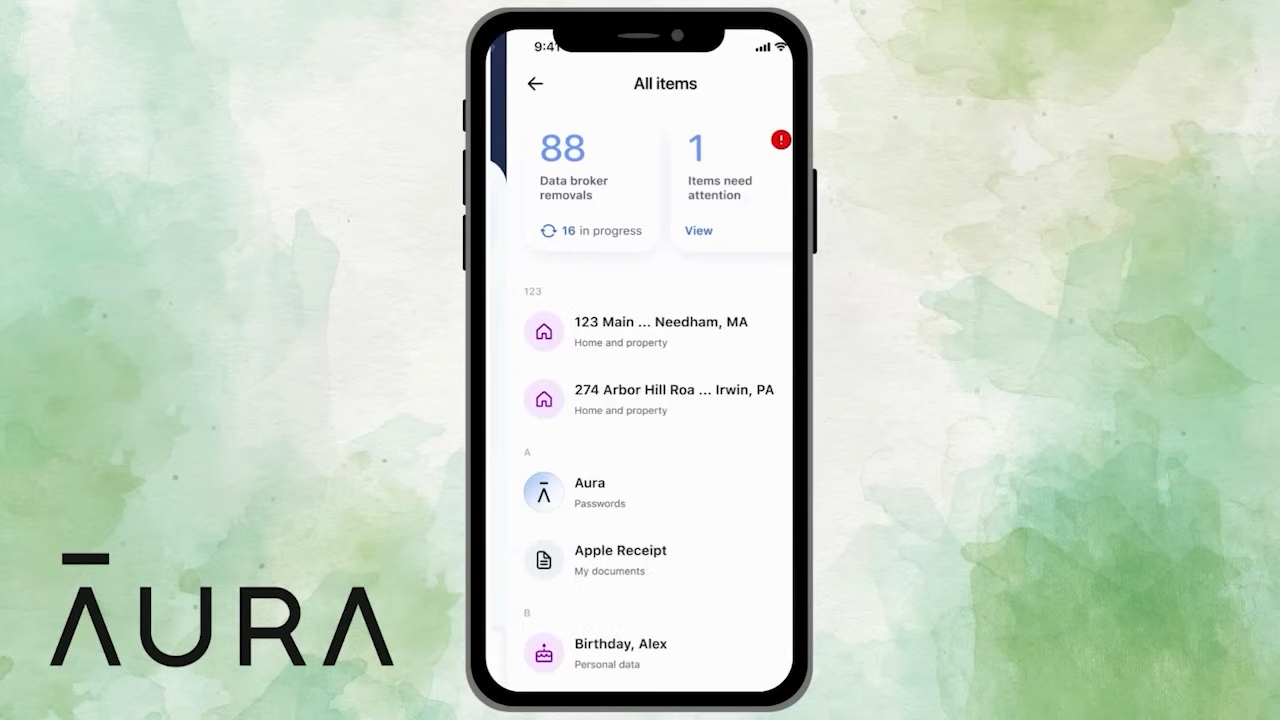 9:41
All items
88
Data broker
removals
16 in progress
1
Items need
attention
View
123
123 Main ... Needham, MA
Home and property
274 Arbor Hill Roa ... Irwin, PA
Home and property
A
Aura
Passwords
Apple Receipt
My documents
B
Birthday, Alex
Personal data
ĀURA